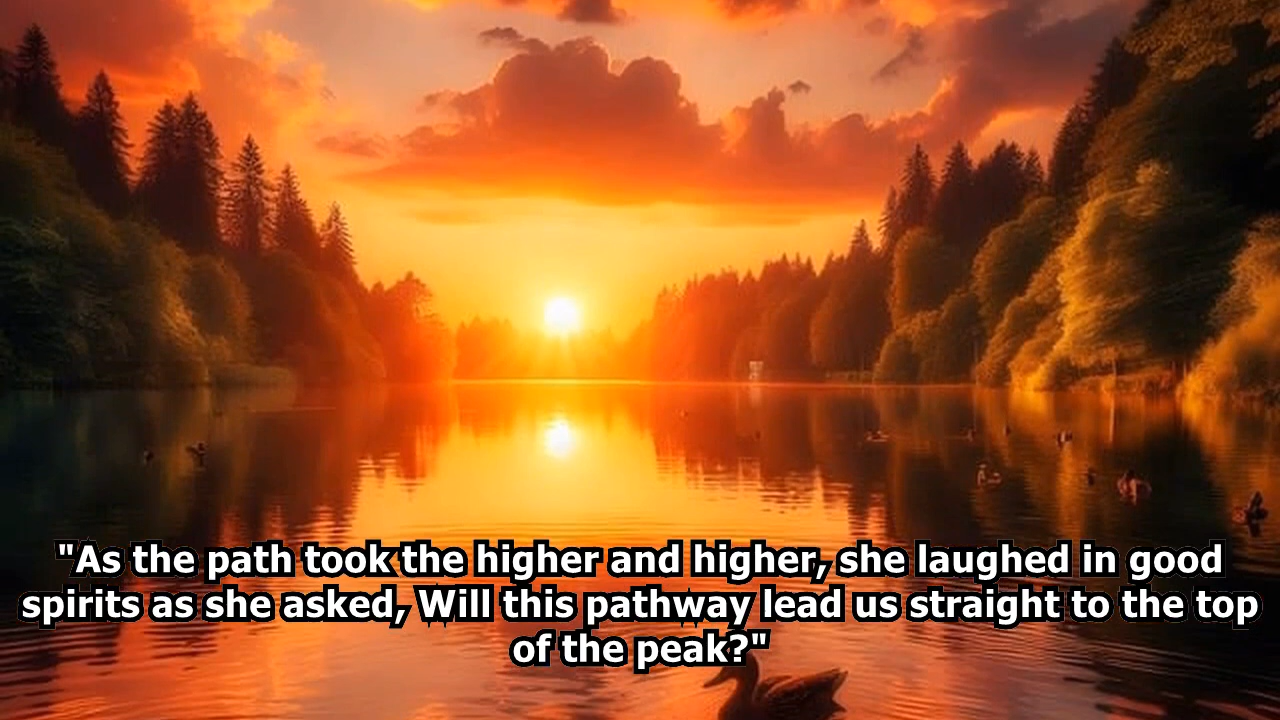 "As the path took the higher and higher, she laughed in good
spirits as she asked, Will this pathway lead us straight to the top
of the peak?"